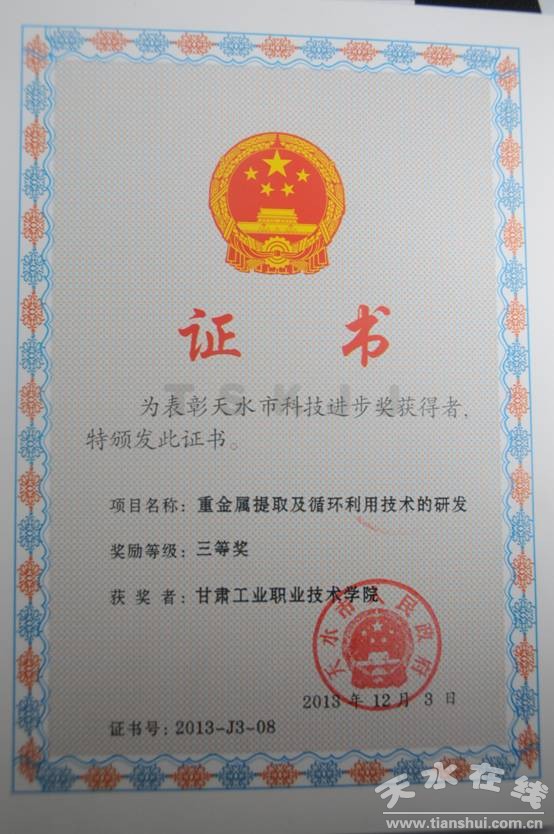 证书
TSKJJ
为表彰天水市科技进步奖获得者,
特颁发此证书。
项目名称: 重金属提取及循环利用技术的研发
奖励等级: 三等奖
获奖者: 甘肃工业职业技术学院
天水市人民政府
2013年12月3日
证书号: 2013-J3-08
天水在线
www.tianshui.com.cn